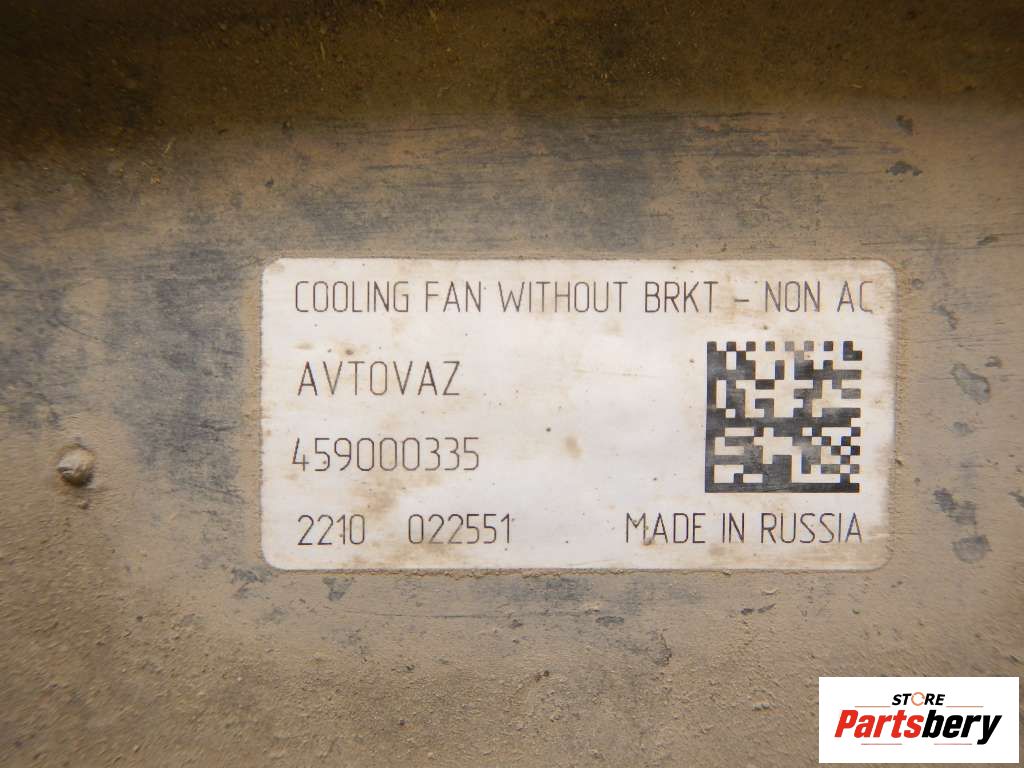 COOLING FAN WITHOUT BRKT - NON AC
AVTOVAZ
459000335
2210 022551 MADE IN RUSSIA
STORE
Partsbery